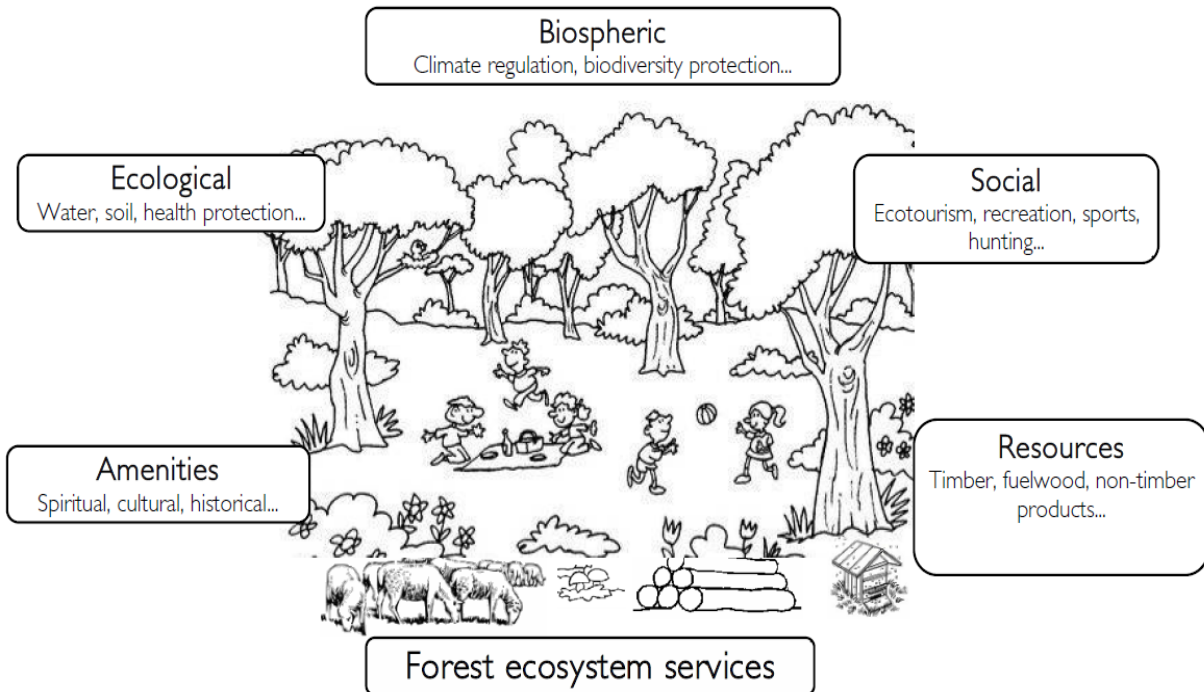 Biospheric
Climate regulation, biodiversity protection...
Ecological
Water, soil, health protection...
Social
Ecotourism, recreation, sports,
hunting...
Amenities
Spiritual, cultural, historical...
Resources
Timber, fuelwood, non-timber
products...
Forest ecosystem services